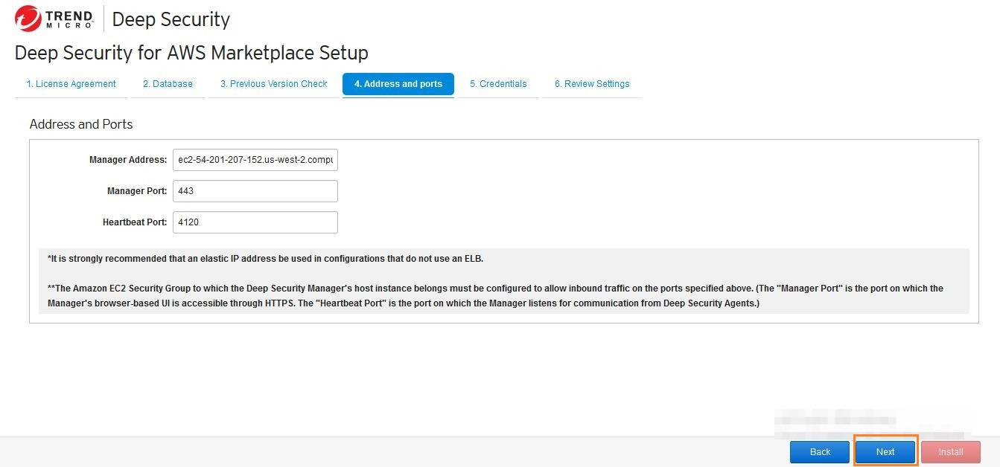 TREND MICRO™ Deep Security
Deep Security for AWS Marketplace Setup
1. License Agreement 2. Database 3. Previous Version Check 4. Address and ports 5. Credentials 6. Review Settings
Address and Ports
Manager Address: ec2-54-201-207-152.us-west-2.compu
Manager Port: 443
Heartbeat Port: 4120
*It is strongly recommended that an elastic IP address be used in configurations that do not use an ELB.
**The Amazon EC2 Security Group to which the Deep Security Manager's host instance belongs must be configured to allow inbound traffic on the ports specified above. (The "Manager Port" is the port on which the
Manager's browser-based UI is accessible through HTTPS. The "Heartbeat Port" is the port on which the Manager listens for communication from Deep Security Agents.)
Back Next Install